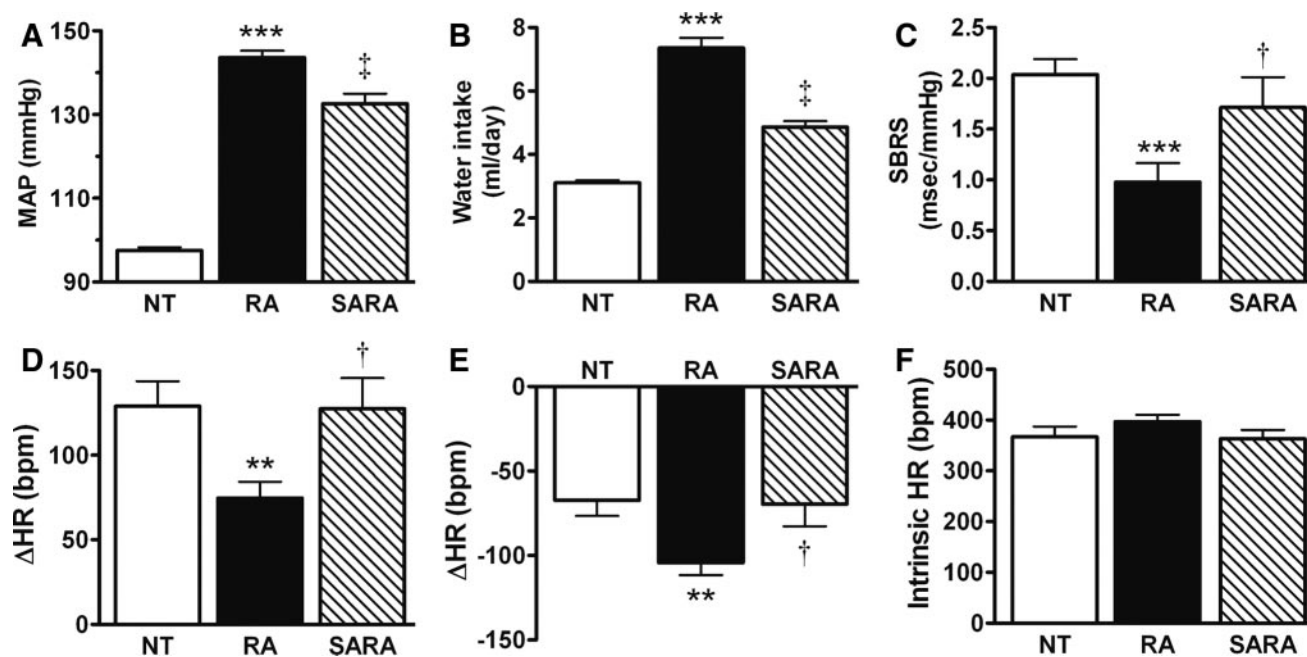 A
MAP (mmHg)
150
130
110
90
***
‡
NT RA SARA
B
Water intake
(ml/day)
8
6
4
2
0
***
‡
NT RA SARA
C
SBRS
(msec/mmHg)
2.5
2.0
1.5
1.0
0.5
0.0
***
†
NT RA SARA
D
ΔHR (bpm)
150
100
50
0
**
†
NT RA SARA
E
ΔHR (bpm)
NT RA SARA
0
-50
-100
-150
**
†
F
Intrinsic HR (bpm)
500
400
300
200
100
0
NT RA SARA